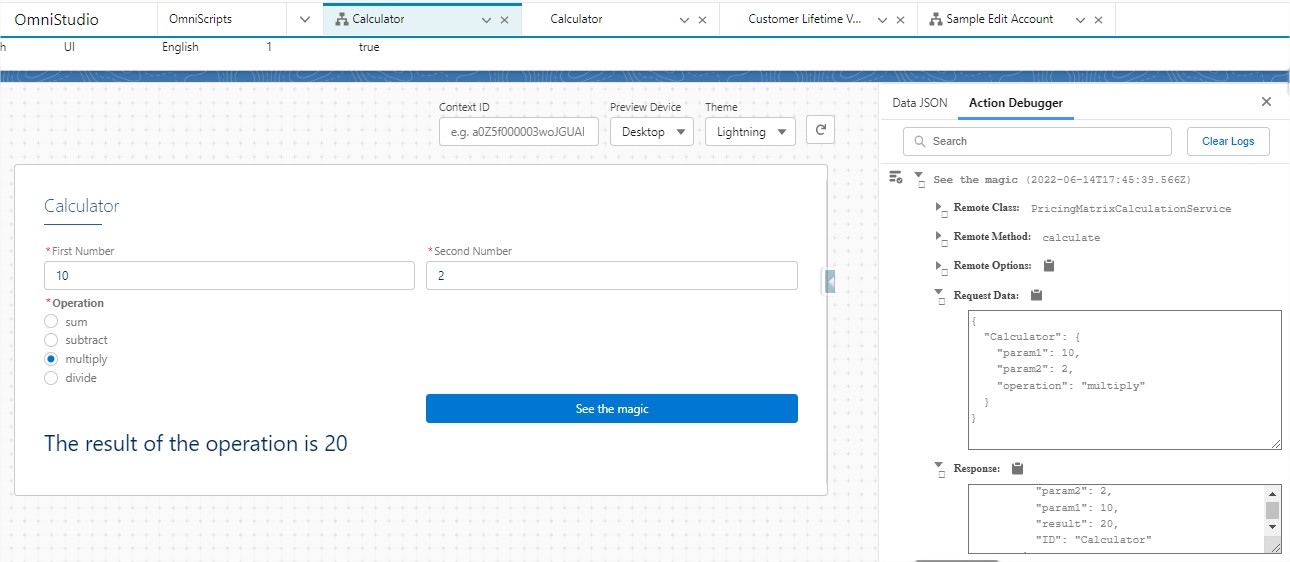 OmniStudio
OmniScripts
Calculator
Calculator
Customer Lifetime V...
Sample Edit Account
h UI English 1 true
Context ID
e.g. a0Z5f000003woJGUAI
Preview Device
Desktop
Theme
Lightning
Calculator
*First Number
10
*Second Number
2
*Operation
sum
subtract
multiply
divide
See the magic
The result of the operation is 20
Data JSON Action Debugger
Search
Clear Logs
See the magic (2022-06-14T17:45:39.566Z)
Remote Class: PricingMatrixCalculationService
Remote Method: calculate
Remote Options:
Request Data:
{
"Calculator": {
"param1": 10,
"param2": 2,
"operation": "multiply"
}
}
Response:
"param2": 2,
"param1": 10,
"result": 20,
"ID": "Calculator"